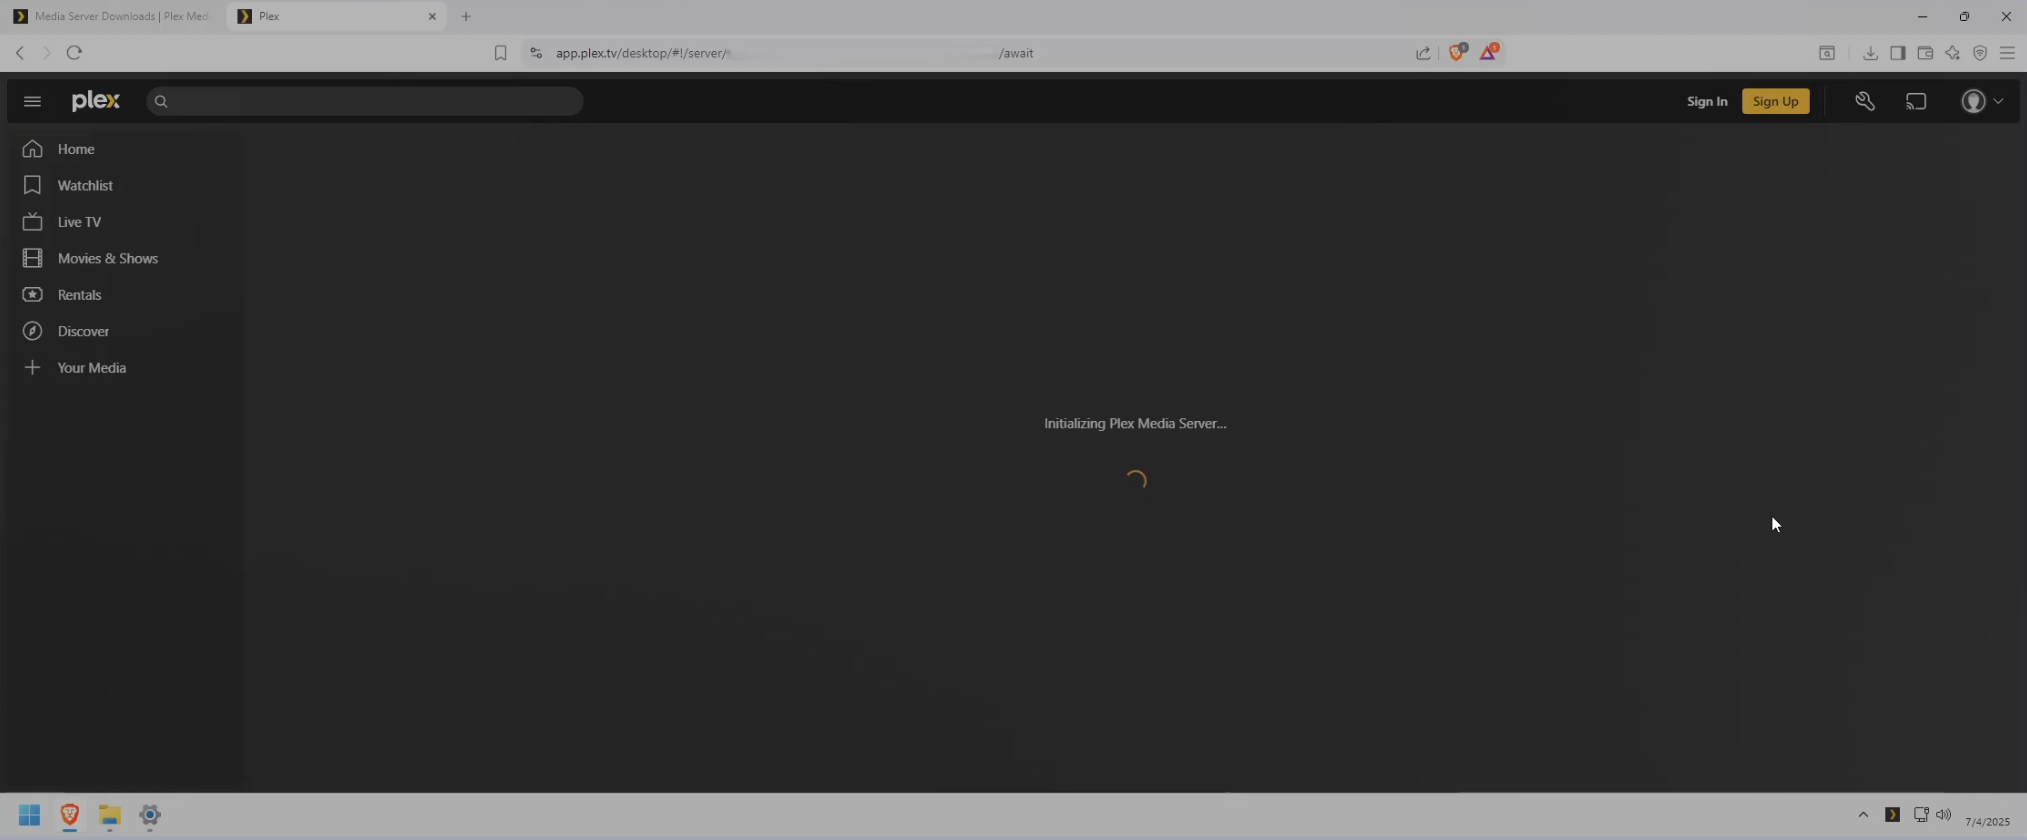 Media Server Downloads | Plex Medi
Plex
app.plex.tv/desktop/#!/server/
/await
plex
Sign In
Sign Up
Home
Watchlist
Live TV
Movies & Shows
Rentals
Discover
Your Media
Initializing Plex Media Server...
7/4/2025